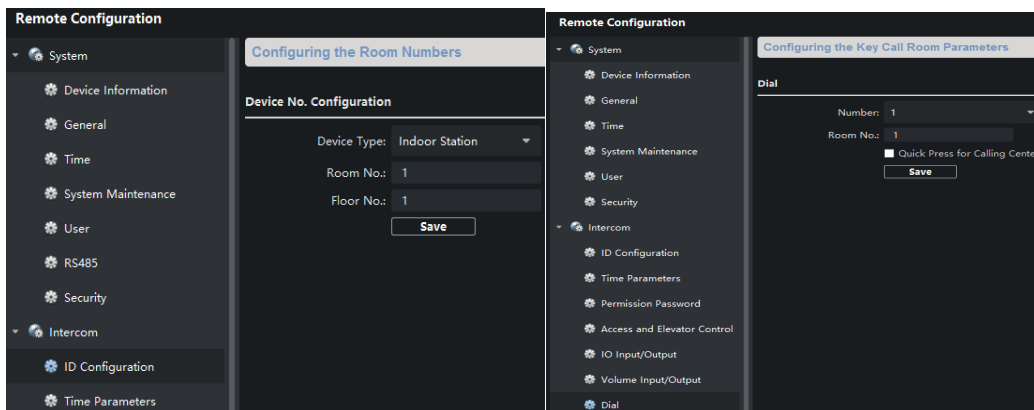 Remote Configuration
System
Device Information
General
Time
System Maintenance
User
RS485
Security
Intercom
ID Configuration
Time Parameters
Configuring the Room Numbers
Device No. Configuration
Device Type: Indoor Station
Room No.: 1
Floor No.: 1
Save
Remote Configuration
System
Device Information
General
Time
System Maintenance
User
Security
Intercom
ID Configuration
Time Parameters
Permission Password
Access and Elevator Control
IO Input/Output
Volume Input/Output
Dial
Configuring the Key Call Room Parameters
Dial
Number: 1
Room No.: 1
Quick Press for Calling Cente
Save